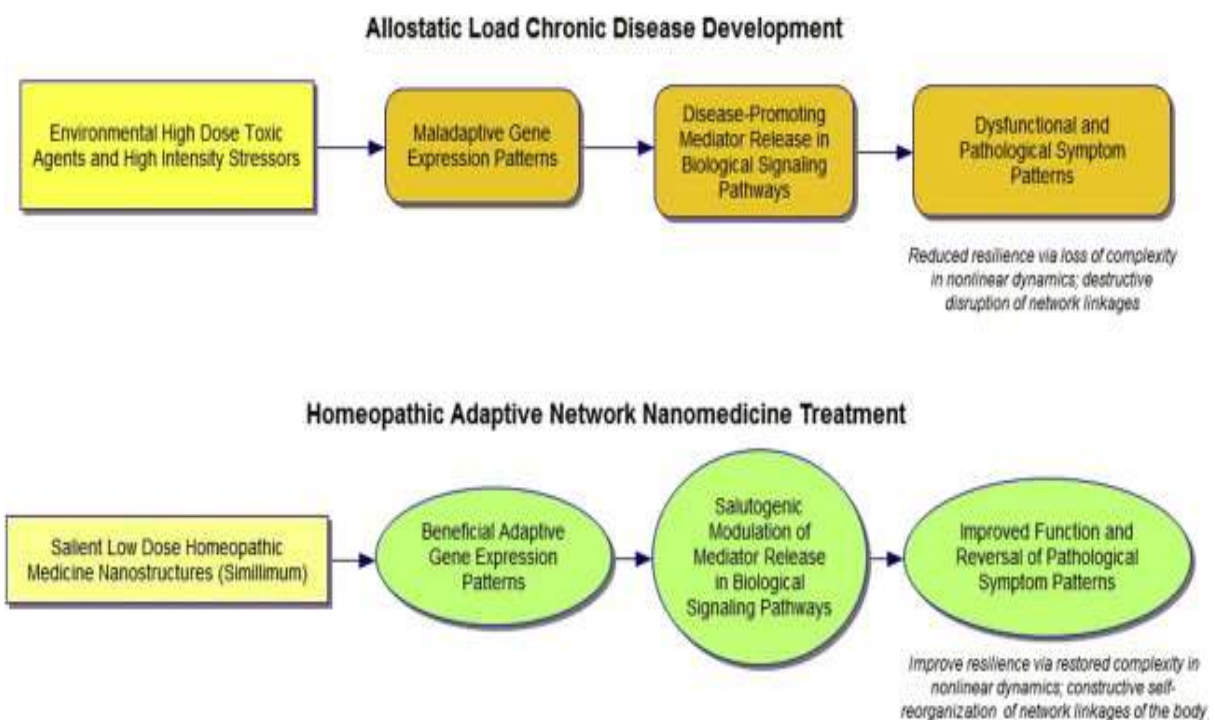 Allostatic Load Chronic Disease Development
Environmental High Dose Toxic
Agents and High Intensity Stressors
Maladaptive Gene
Expression Patterns
Disease-Promoting
Mediator Release in
Biological Signaling
Pathways
Dysfunctional and
Pathological Symptom
Patterns
Reduced resilience via loss of complexity
in nonlinear dynamics; destructive
disruption of network linkages
Homeopathic Adaptive Network Nanomedicine Treatment
Salient Low Dose Homeopathic
Medicine Nanostructures (Simillimum)
Beneficial Adaptive
Gene Expression
Patterns
Salutogenic
Modulation of
Mediator Release
in Biological
Signaling Pathways
Improved Function and
Reversal of Pathological
Symptom Patterns
Improve resilience via restored complexity in
nonlinear dynamics; constructive self-
reorganization of network linkages of the body